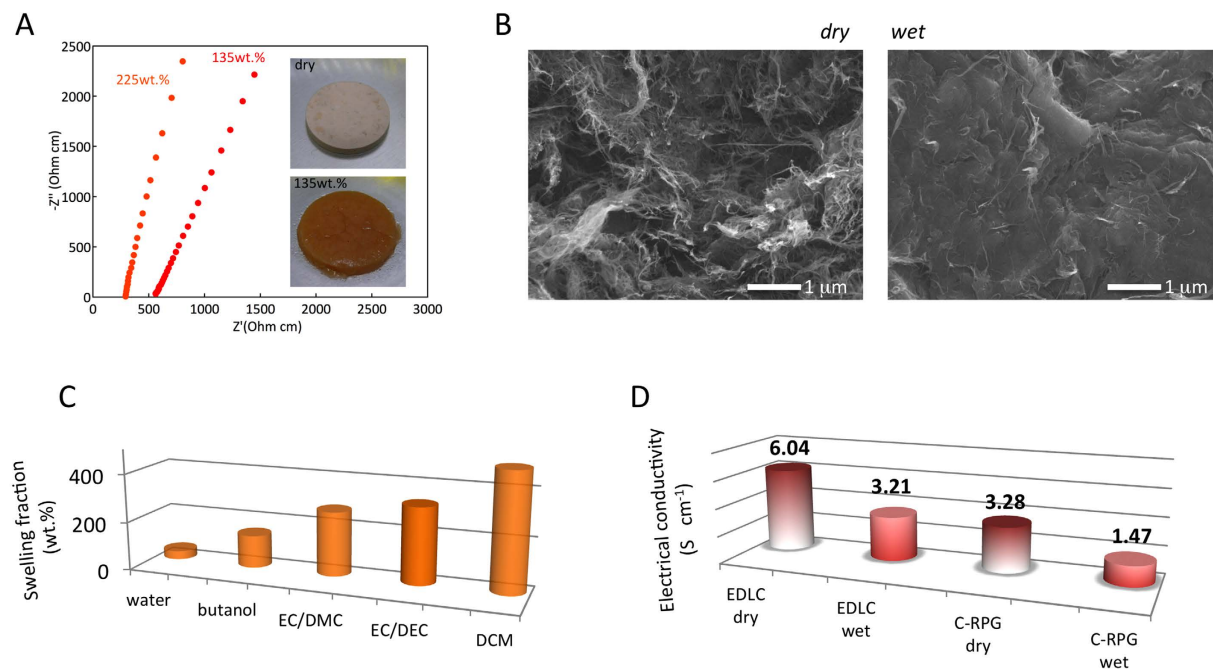 A
2500
2000
1500
1000
500
0
-Z'' (Ohm cm)
225wt.%
135wt.%
dry
135wt.%
0 500 1000 1500 2000 2500 3000
Z'(Ohm cm)
B
dry
wet
1 μm
1 μm
C
Swelling fraction
(wt.%)
400
200
0
water
butanol
EC/DMC
EC/DEC
DCM
D
Electrical conductivity
(S cm⁻¹)
6.04
3.21
3.28
1.47
EDLC
dry
EDLC
wet
C-RPG
dry
C-RPG
wet